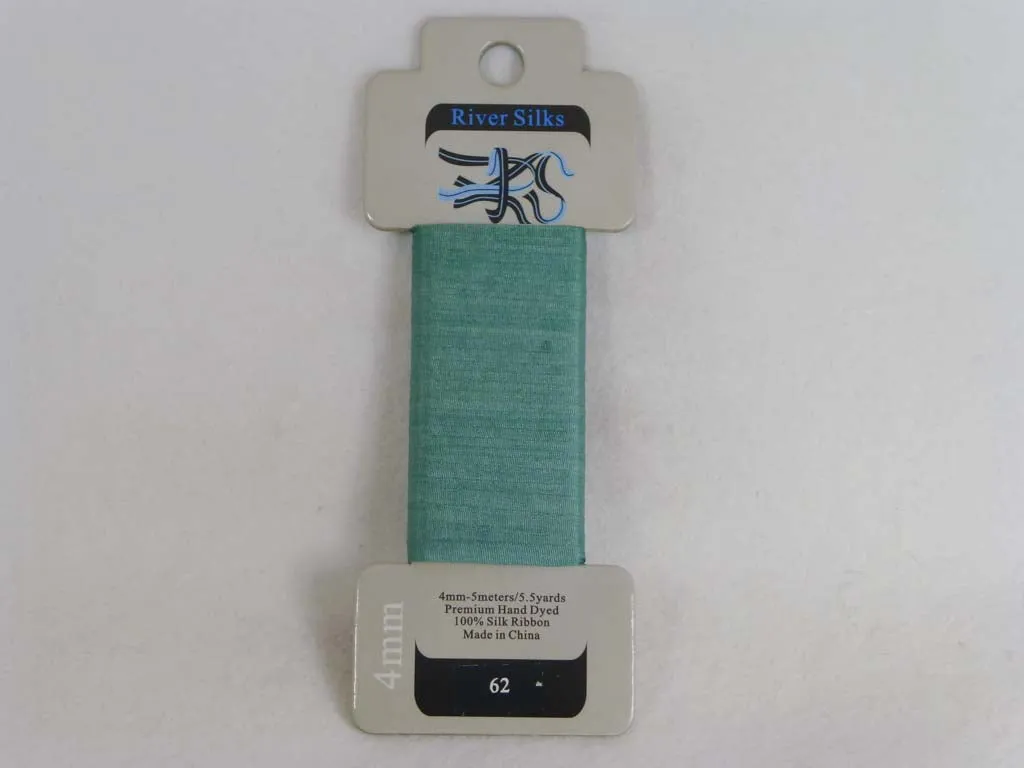 River Silks
4mm-5meters/5.5yards
Premium Hand Dyed
100% Silk Ribbon
Made in China
4mm
62